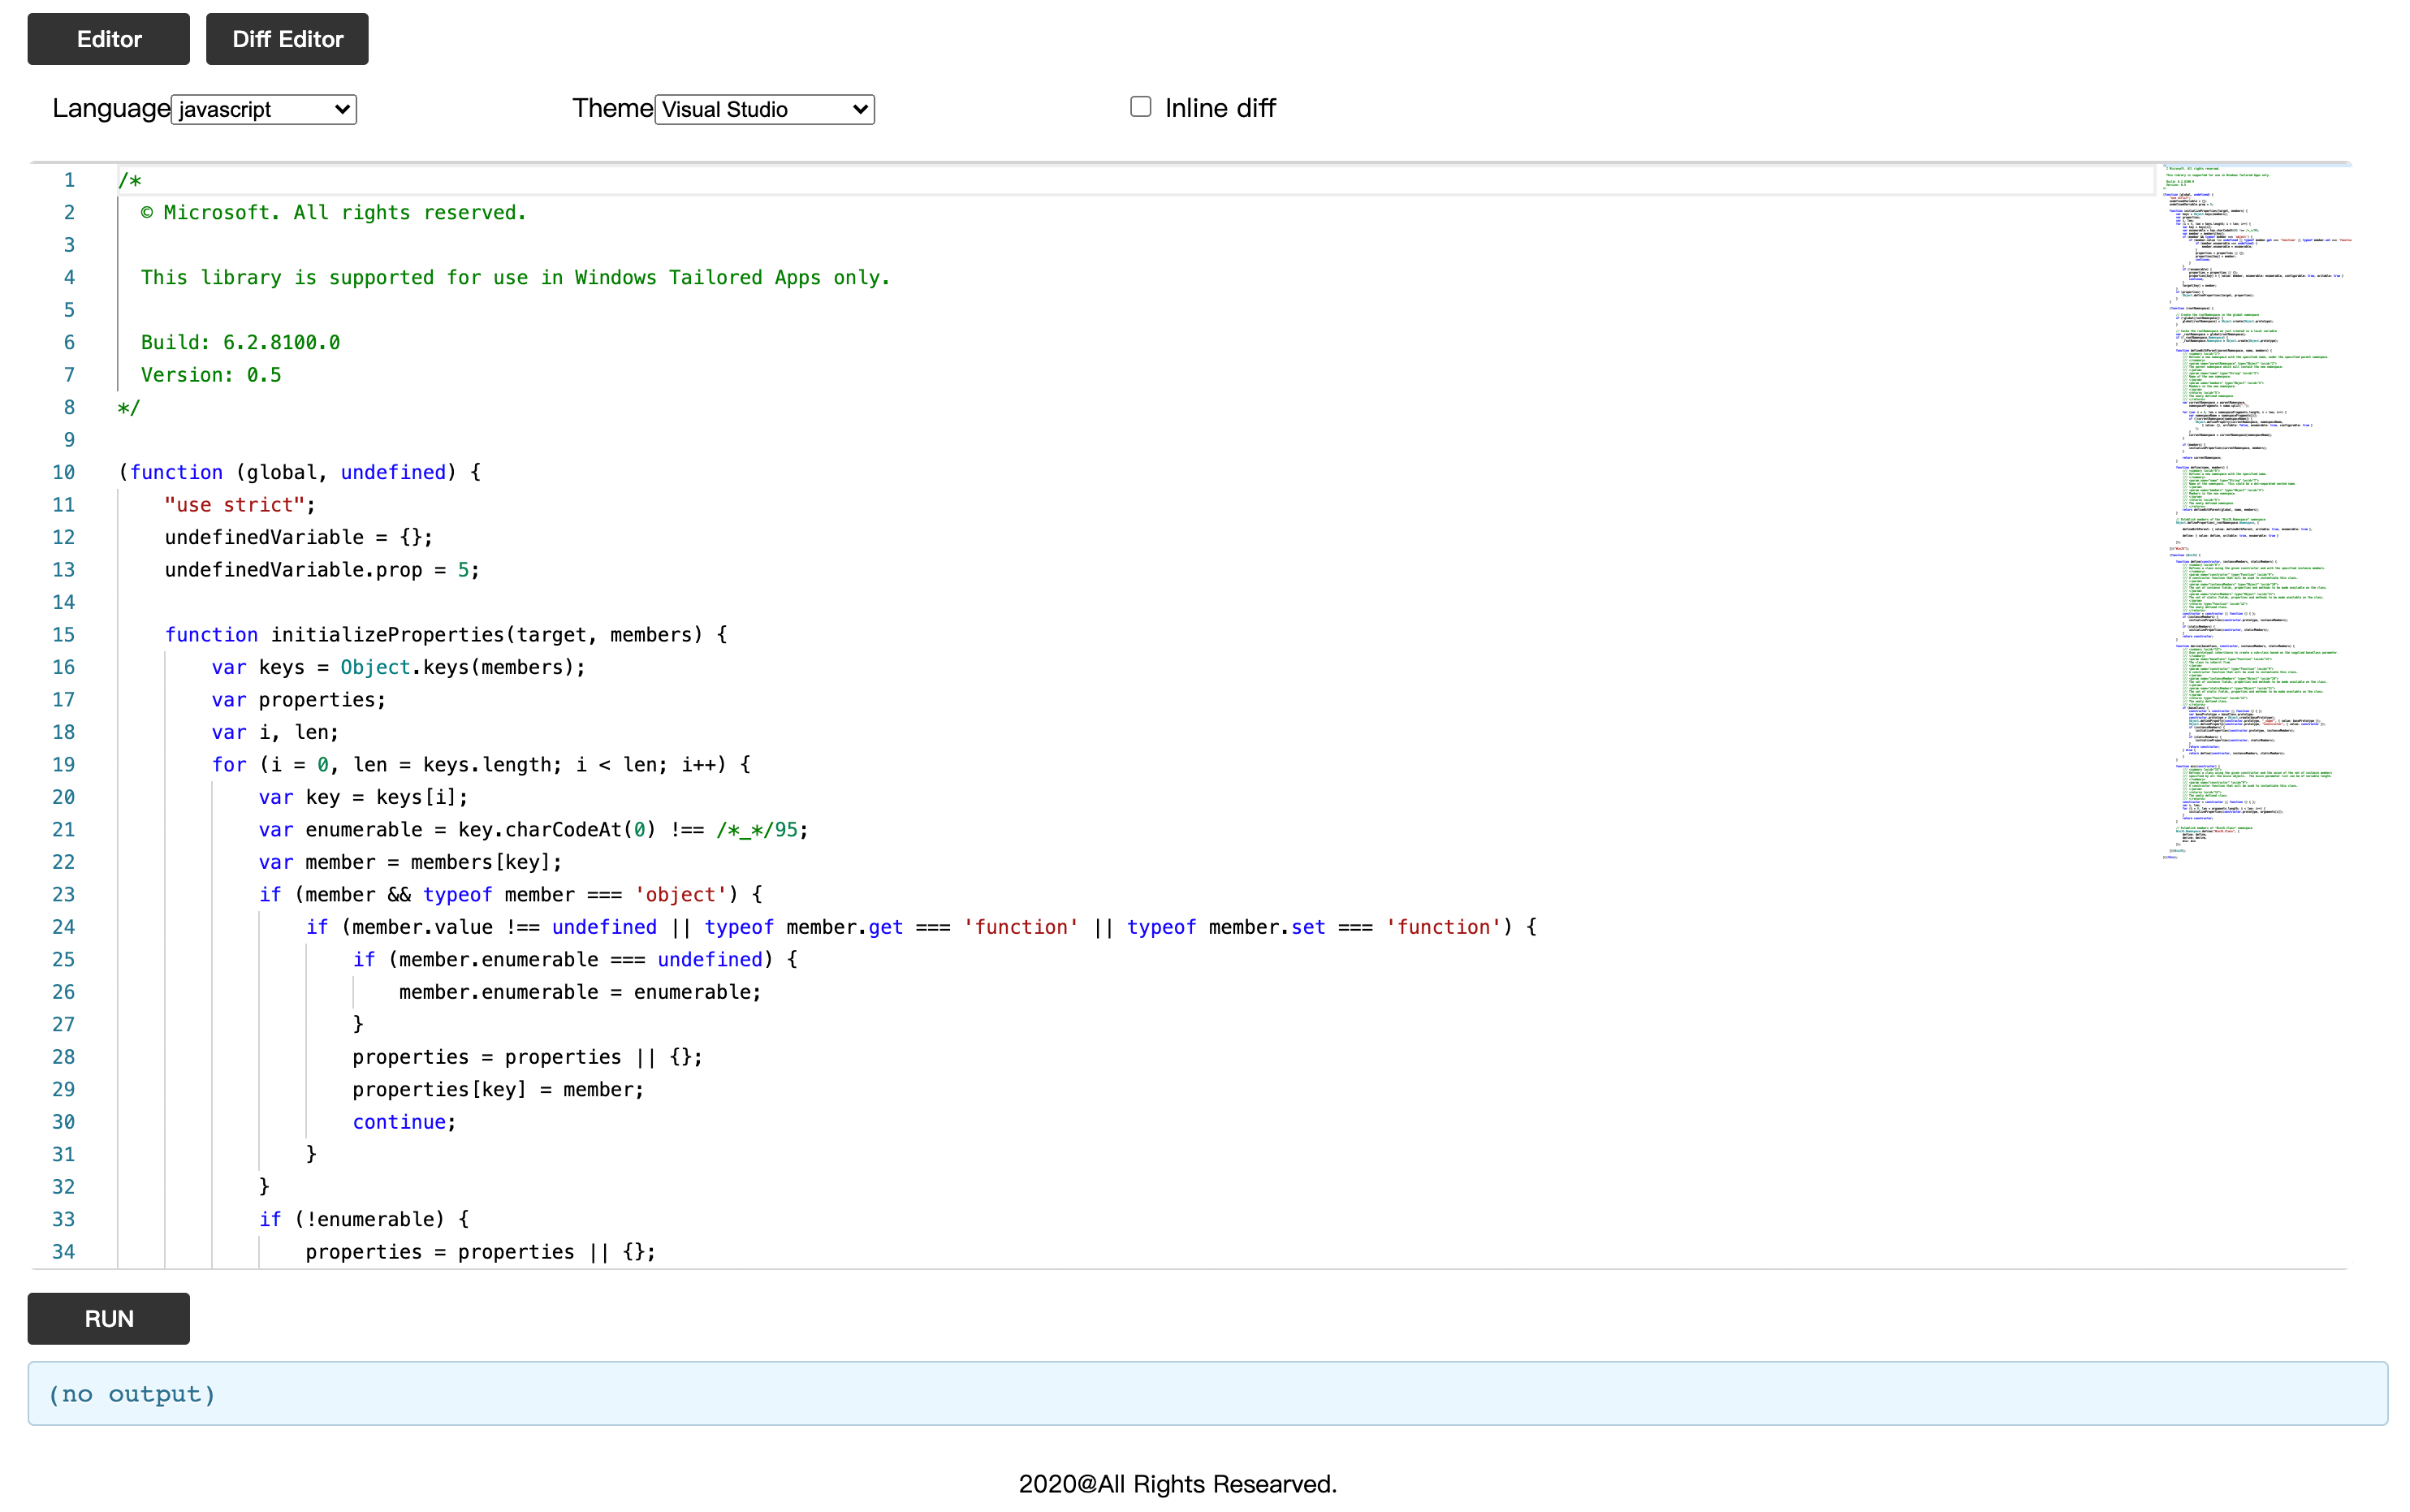 Editor Diff Editor
Language javascript Theme Visual Studio Inline diff
1 /*
2 © Microsoft. All rights reserved.
3
4 This library is supported for use in Windows Tailored Apps only.
5
6 Build: 6.2.8100.0
7 Version: 0.5
8 */
9
10 (function (global, undefined) {
11 "use strict";
12 undefinedVariable = {};
13 undefinedVariable.prop = 5;
14
15 function initializeProperties(target, members) {
16 var keys = Object.keys(members);
17 var properties;
18 var i, len;
19 for (i = 0, len = keys.length; i < len; i++) {
20 var key = keys[i];
21 var enumerable = key.charCodeAt(0) !== /*_*/95;
22 var member = members[key];
23 if (member && typeof member === 'object') {
24 if (member.value !== undefined || typeof member.get === 'function' || typeof member.set === 'function') {
25 if (member.enumerable === undefined) {
26 member.enumerable = enumerable;
27 }
28 properties = properties || {};
29 properties[key] = member;
30 continue;
31 }
32 }
33 if (!enumerable) {
34 properties = properties || {};
RUN
(no output)
2020@All Rights Researved.